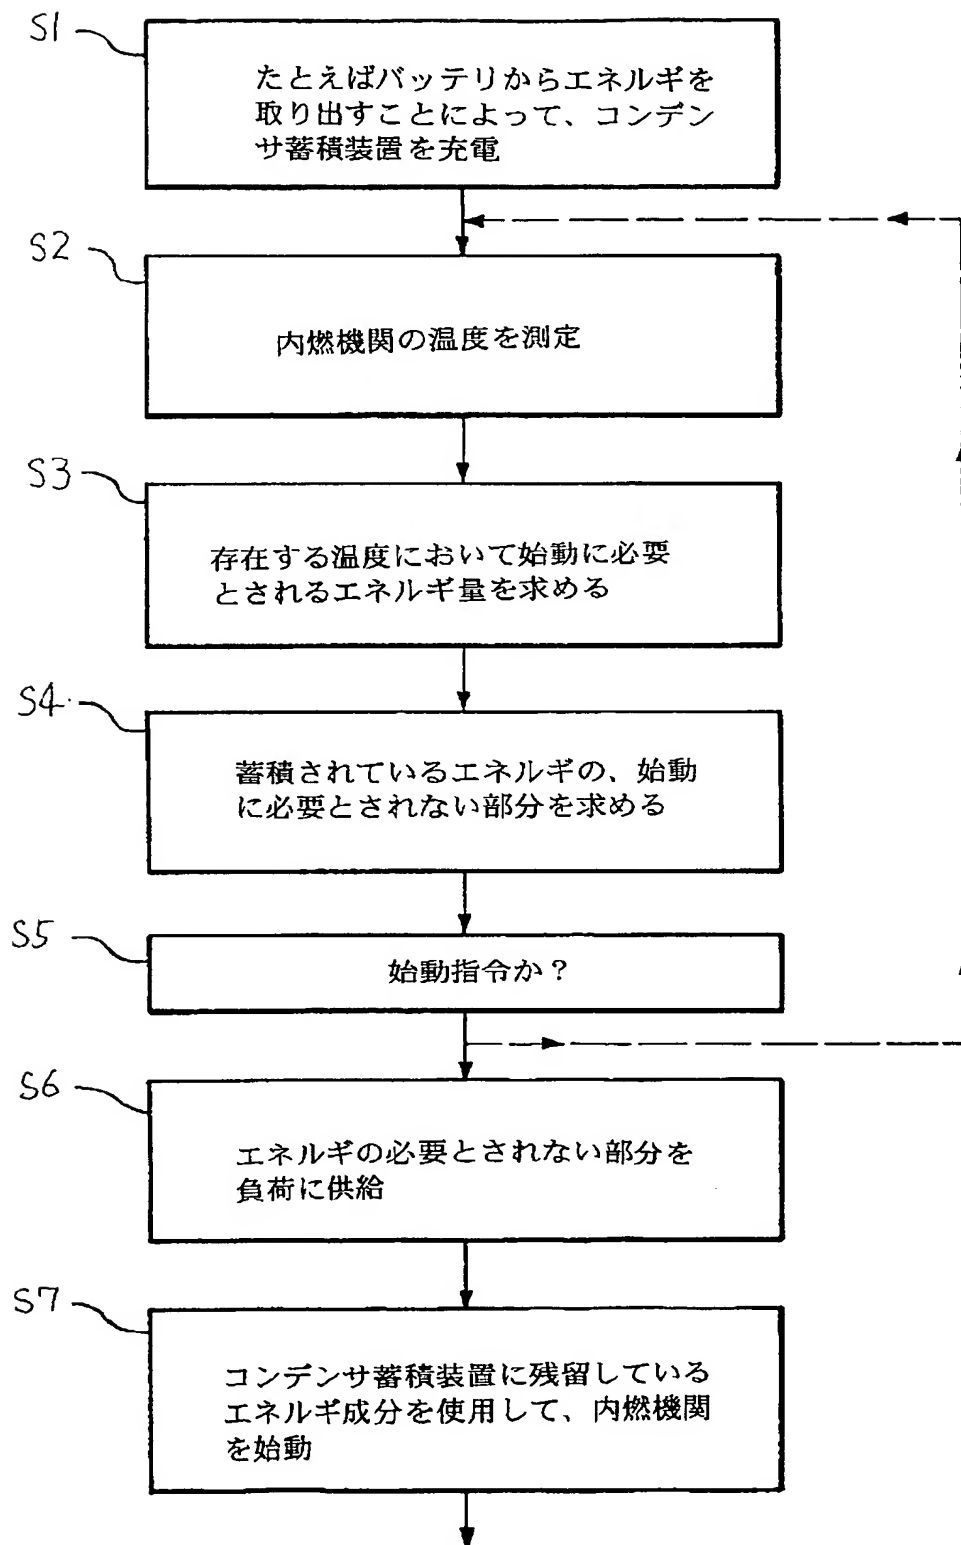 S1
たとえばバッテリからエネルギを
取り出すことによって、コンデン
サ蓄積装置を充電
S2
内燃機関の温度を測定
S3
存在する温度において始動に必要
とされるエネルギ量を求める
S4
蓄積されているエネルギの、始動
に必要とされない部分を求める
S5
始動指令か？
S6
エネルギの必要とされない部分を
負荷に供給
S7
コンデンサ蓄積装置に残留している
エネルギ成分を使用して、内燃機関
を始動